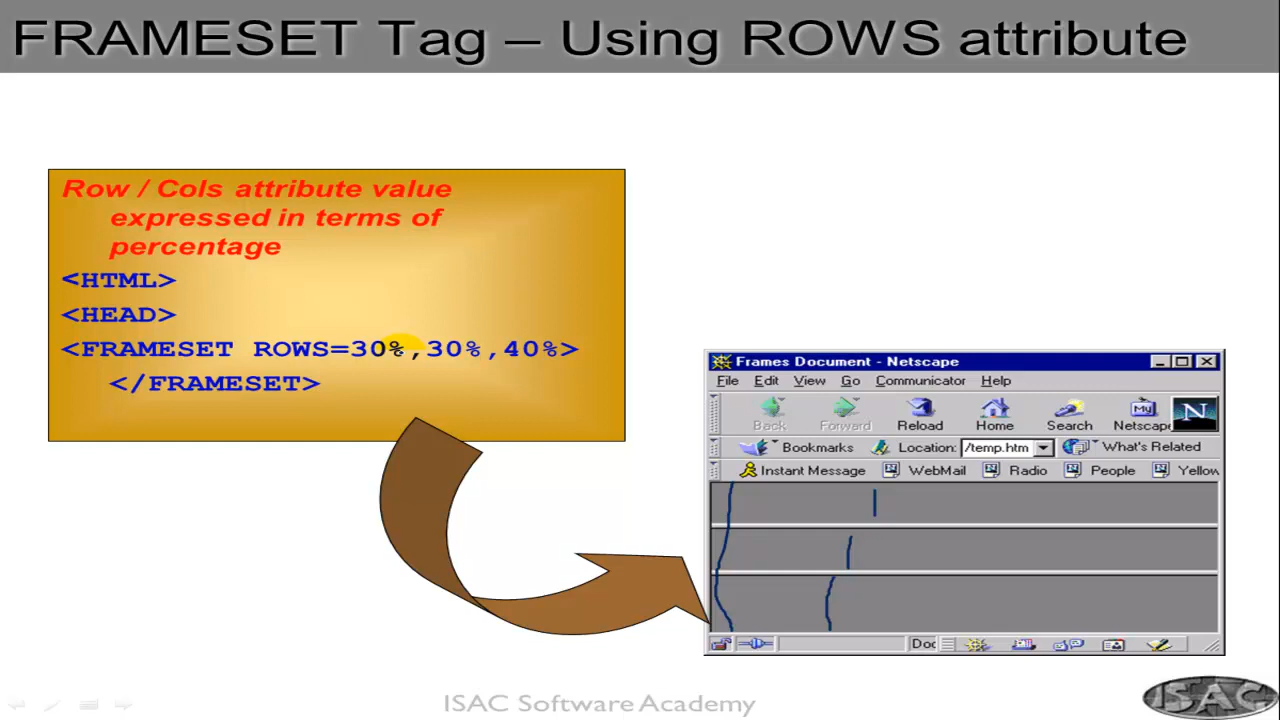 FRAMESET Tag – Using ROWS attribute
Row / Cols attribute value
expressed in terms of
percentage
<HTML>
<HEAD>
<FRAMESET ROWS=30%,30%,40%>
</FRAMESET>
Frames Document - Netscape
File Edit View Go Communicator Help
Back Forward Reload Home Search Netscape
Bookmarks Location: /temp.htm What's Related
Instant Message WebMail Radio People Yellow
Doc
ISAC Software Academy
ISAC